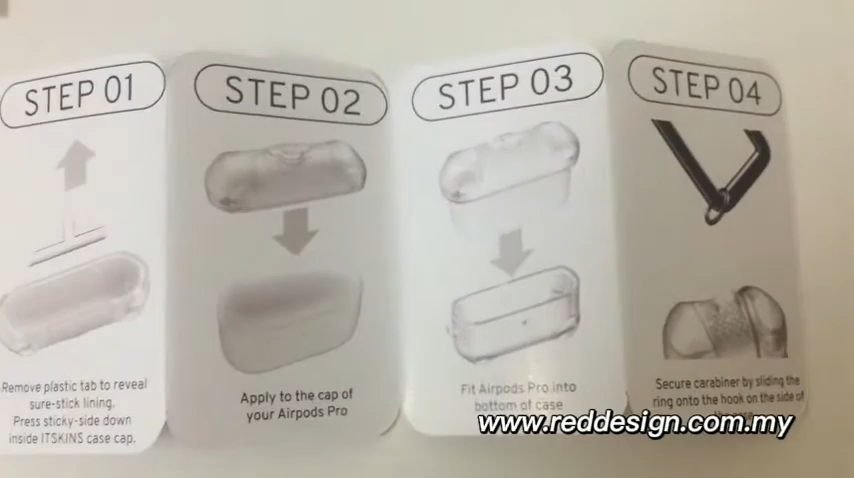 STEP 01
Remove plastic tab to reveal
sure-stick lining.
Press sticky-side down
inside ITSKINS case cap.
STEP 02
Apply to the cap of
your Airpods Pro
STEP 03
Fit Airpods Pro into
bottom of case
STEP 04
Secure carabiner by sliding the
ring onto the hook on the side of
the case
www.reddesign.com.my